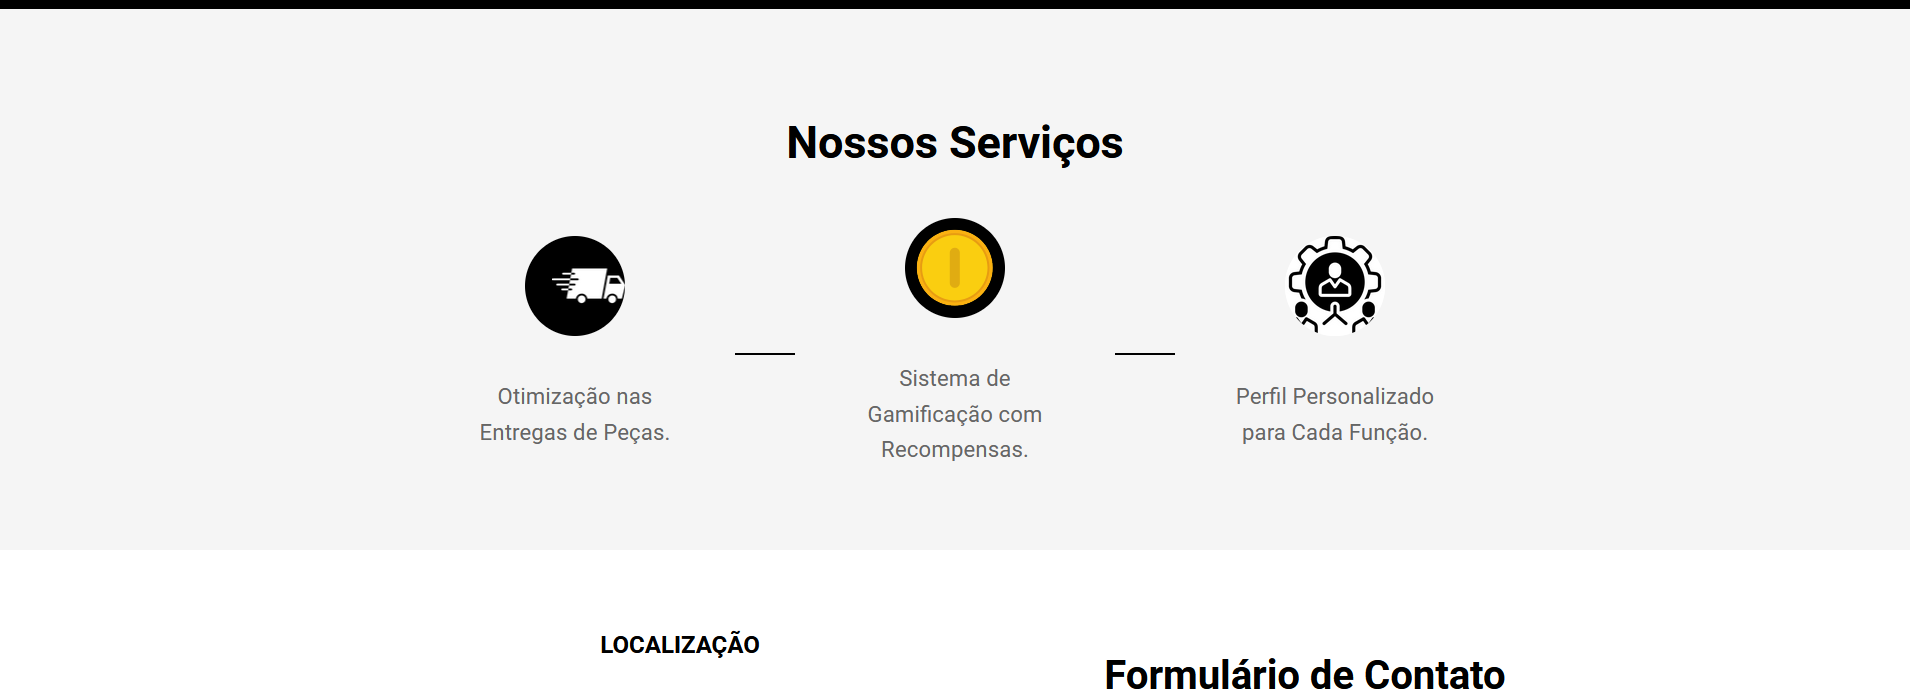 Nossos Serviços
Otimização nas
Entregas de Peças.
Sistema de
Gamificação com
Recompensas.
Perfil Personalizado
para Cada Função.
LOCALIZAÇÃO
Formulário de Contato